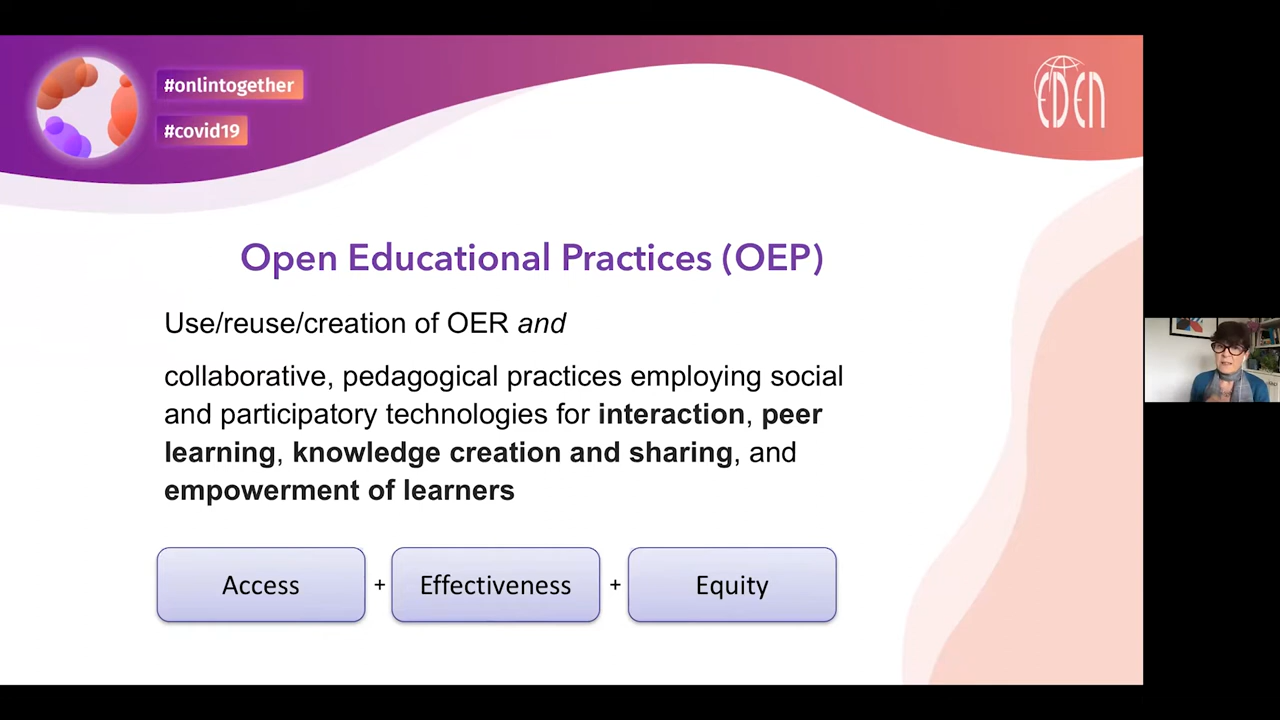 #onlintogether
#covid19
EDEN
Open Educational Practices (OEP)
Use/reuse/creation of OER and
collaborative, pedagogical practices employing social
and participatory technologies for interaction, peer
learning, knowledge creation and sharing, and
empowerment of learners
Access + Effectiveness + Equity